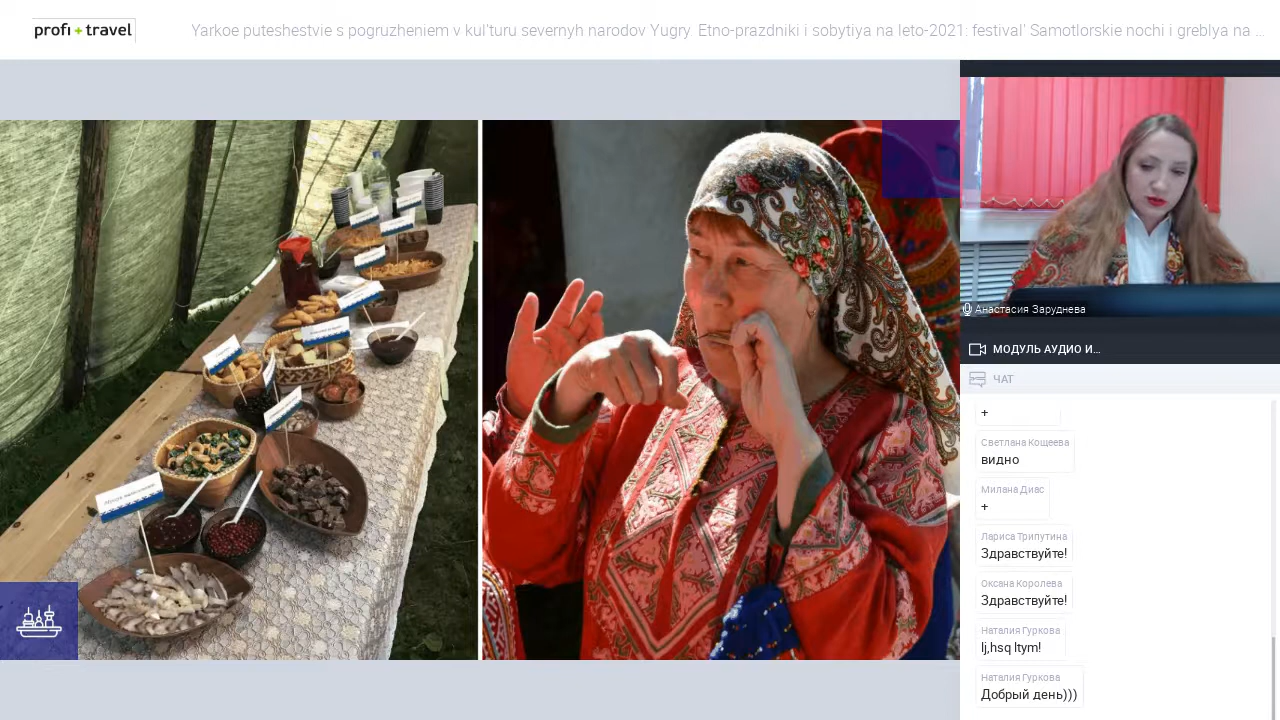 profi + travel
Yarkoe puteshestvie s pogruzheniem v kul'turu severnyh narodov Yugry. Etno-prazdniki i sobytiya na leto-2021: festival' Samotlorskie nochi i greblya na ...
Анастасия Заруднева
МОДУЛЬ АУДИО И...
ЧАТ
+
Светлана Кощеева
видно
Милана Диас
+
Лариса Трипутина
Здравствуйте!
Оксана Королева
Здравствуйте!
Наталия Гуркова
lj,hsq ltym!
Наталия Гуркова
Добрый день)))